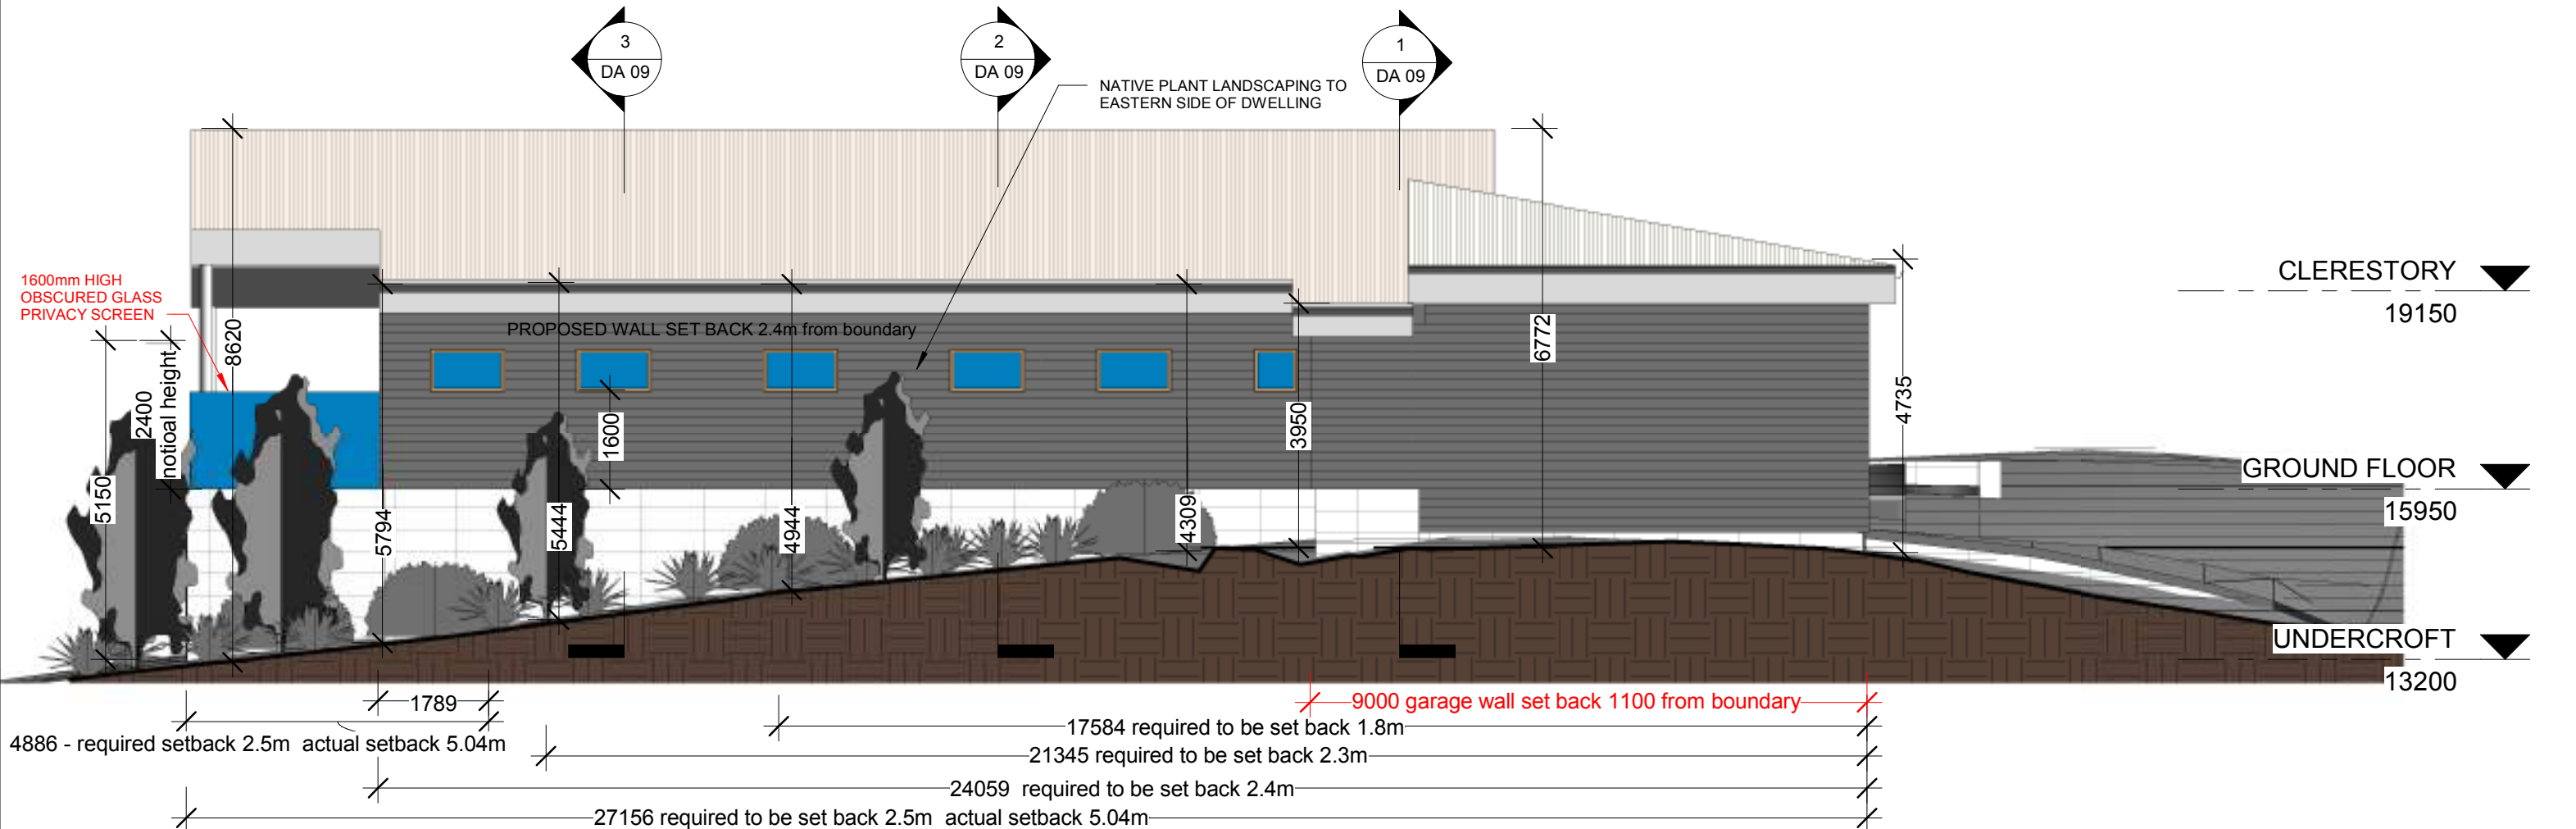 3
DA 09
2
DA 09
1
DA 09
NATIVE PLANT LANDSCAPING TO
EASTERN SIDE OF DWELLING
1600mm HIGH
OBSCURED GLASS
PRIVACY SCREEN
PROPOSED WALL SET BACK 2.4m from boundary
CLERESTORY
19150
GROUND FLOOR
15950
UNDERCROFT
13200
5150
2400
notioal height
8620
5794
5444
1600
4944
4309
3950
6772
4735
1789
9000 garage wall set back 1100 from boundary
4886 - required setback 2.5m actual setback 5.04m
17584 required to be set back 1.8m
21345 required to be set back 2.3m
24059 required to be set back 2.4m
27156 required to be set back 2.5m actual setback 5.04m